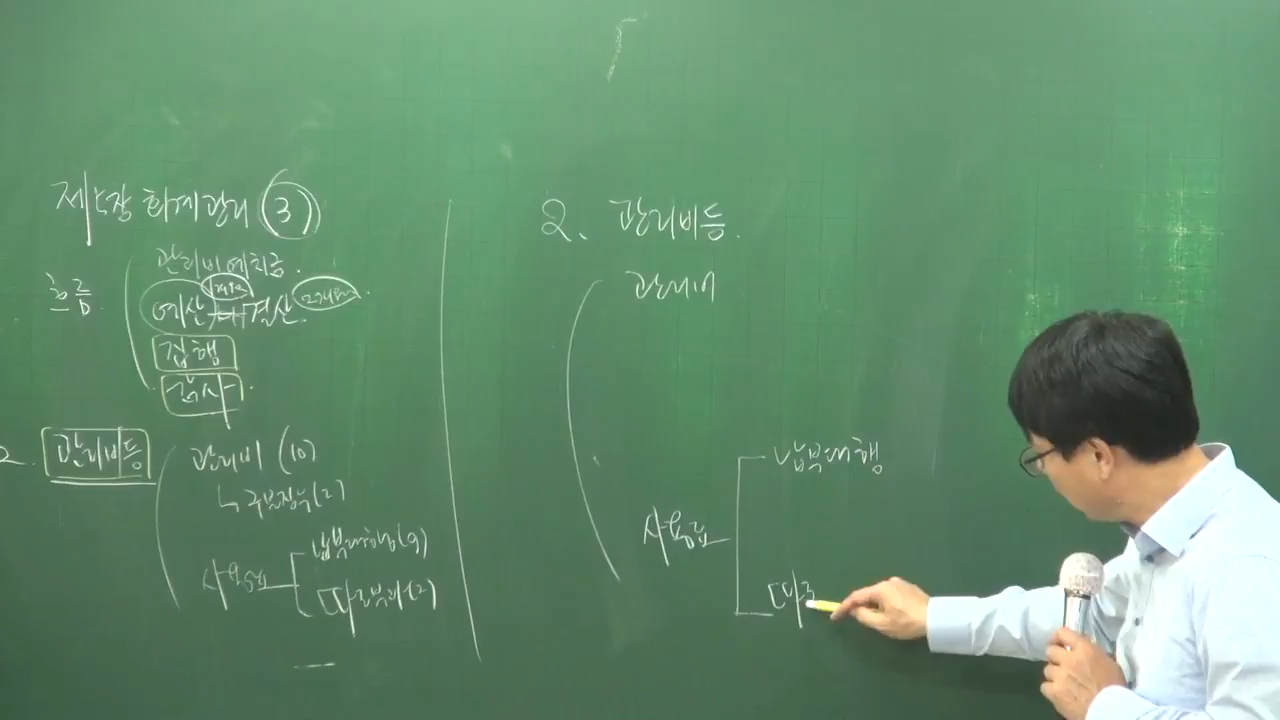 제5장 회계관리 ③
관리비예치금.
흐름
예산 결산.
집행
감사.
2. 관리비등
관리비 (10)
ㄴ구분징수(2)
사용료
납부대행(9)
따로부과(2)
2. 관리비등.
관리비
납부대행
사용료
따로